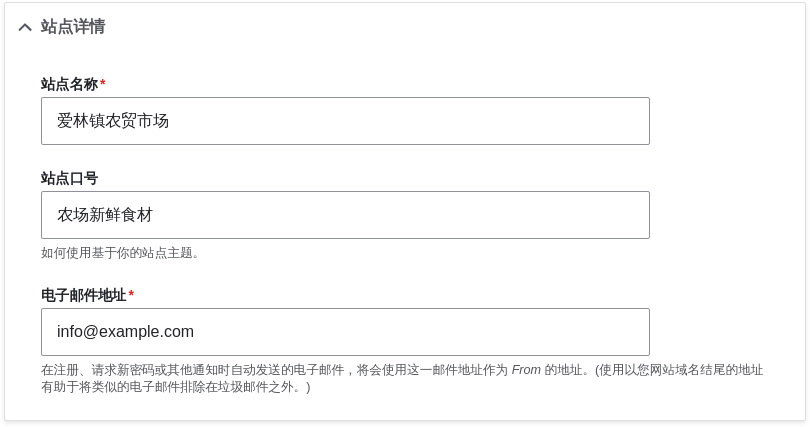 站点详情
站点名称*
爱林镇农贸市场
站点口号
农场新鲜食材
如何使用基于你的站点主题。
电子邮件地址*
info@example.com
在注册、请求新密码或其他通知时自动发送的电子邮件，将会使用这一邮件地址作为 From 的地址。(使用以您网站域名结尾的地址
有助于将类似的电子邮件排除在垃圾邮件之外。)